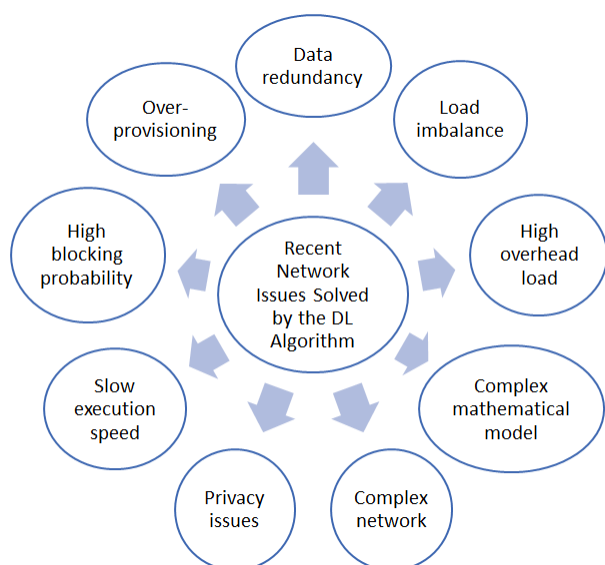 Data
redundancy
Load
imbalance
High
overhead
load
Complex
mathematical
model
Complex
network
Privacy
issues
Slow
execution
speed
High
blocking
probability
Over-
provisioning
Recent
Network
Issues Solved
by the DL
Algorithm